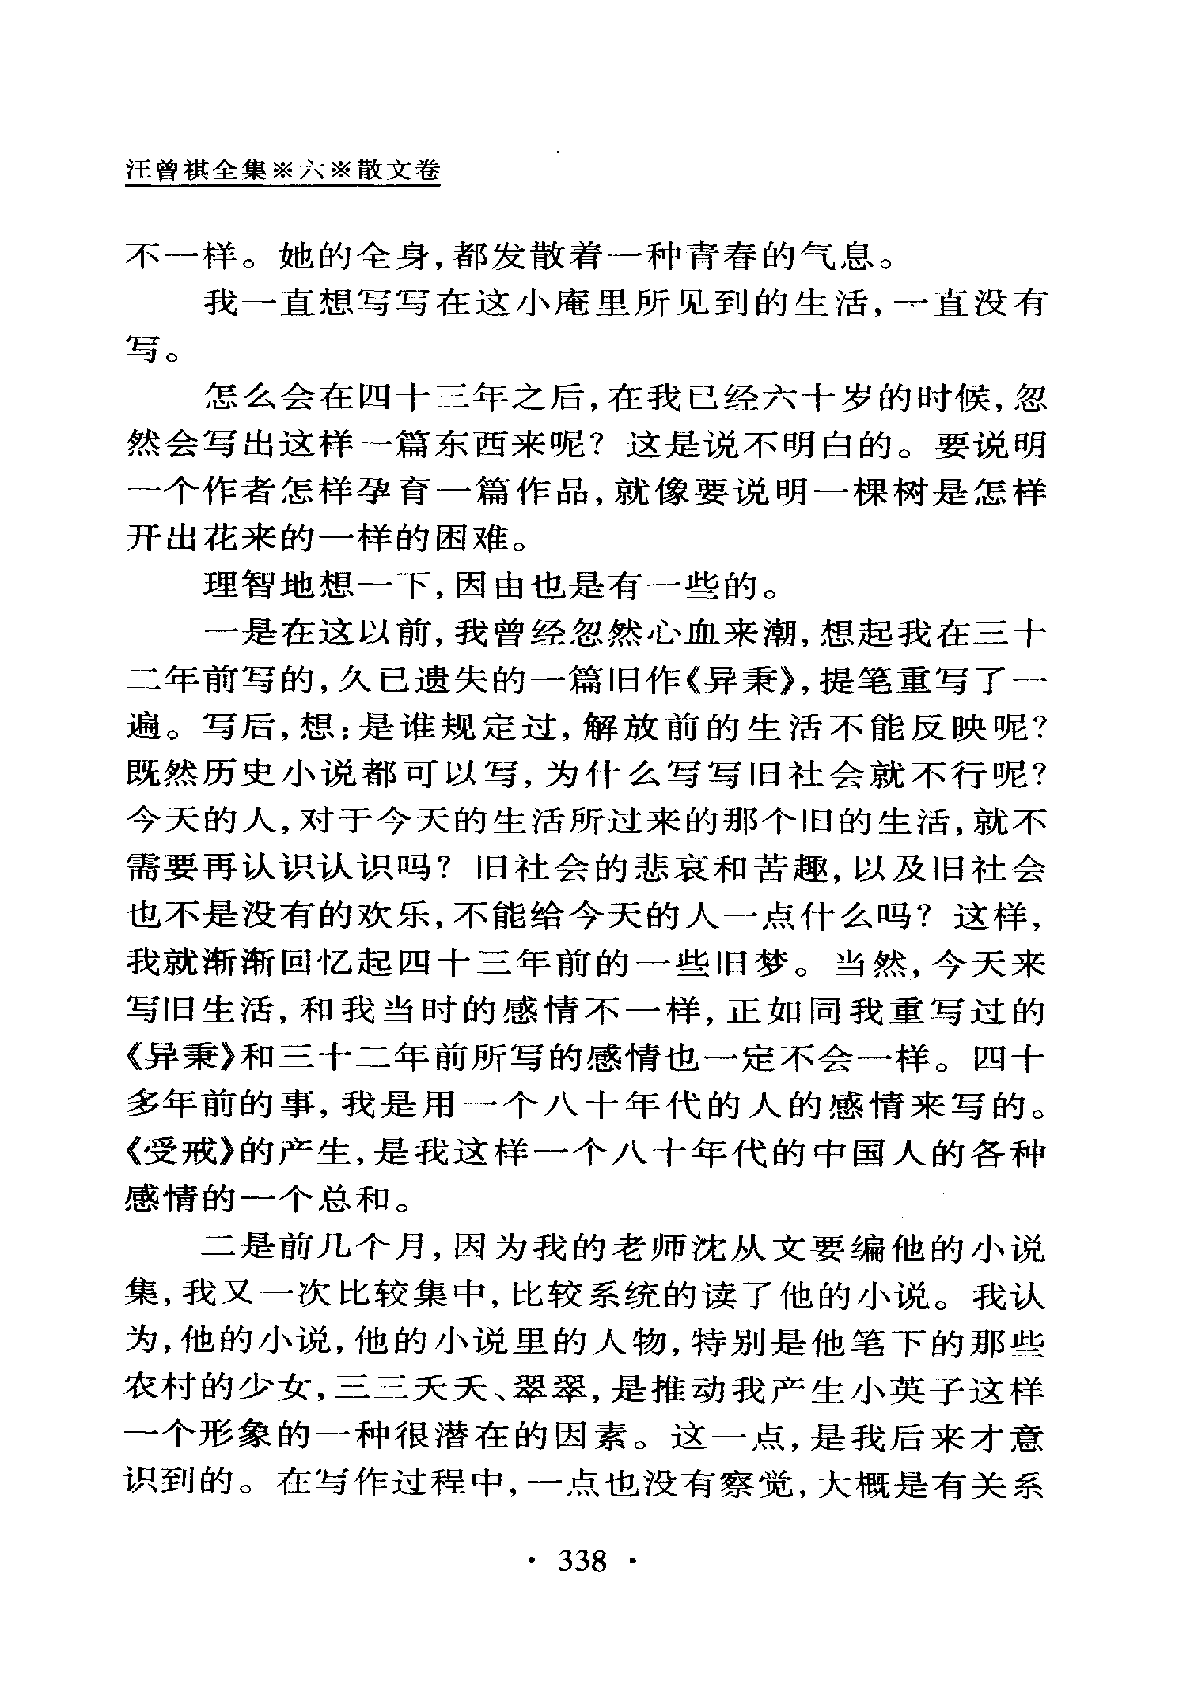 汪曾祺全集※六※散文卷
不一样。她的全身,都发散着一种青春的气息。
我一直想写写在这小庵里所见到的生活,一直没有
写。
怎么会在四十三年之后,在我已经六十岁的时候,忽
然会写出这样一篇东西来呢?这是说不明白的。要说明
一个作者怎样孕育一篇作品,就像要说明一棵树是怎样
开出花来的一样的困难。
理智地想一下,因由也是有一些的。
一是在这以前,我曾经忽然心血来潮,想起我在三十
二年前写的,久已遗失的一篇旧作《异秉》,提笔重写了一
遍。写后,想:是谁规定过,解放前的生活不能反映呢?
既然历史小说都可以写,为什么写写旧社会就不行呢?
今天的人,对于今天的生活所过来的那个旧的生活,就不
需要再认识认识吗?旧社会的悲哀和苦趣,以及旧社会
也不是没有的欢乐,不能给今天的人一点什么吗?这样,
我就渐渐回忆起四十三年前的一些旧梦。当然,今天来
写旧生活,和我当时的感情不一样,正如同我重写过的
《异秉》和三十二年前所写的感情也一定不会一样。四十
多年前的事,我是用一个八十年代的人的感情来写的。
《受戒》的产生,是我这样一个八十年代的中国人的各种
感情的一个总和。
二是前几个月,因为我的老师沈从文要编他的小说
集,我又一次比较集中,比较系统的读了他的小说。我认
为,他的小说,他的小说里的人物,特别是他笔下的那些
农村的少女,三三夭夭、翠翠,是推动我产生小英子这样
一个形象的一种很潜在的因素。这一点,是我后来才意
识到的。在写作过程中,一点也没有察觉,大概是有关系
· 338 ·